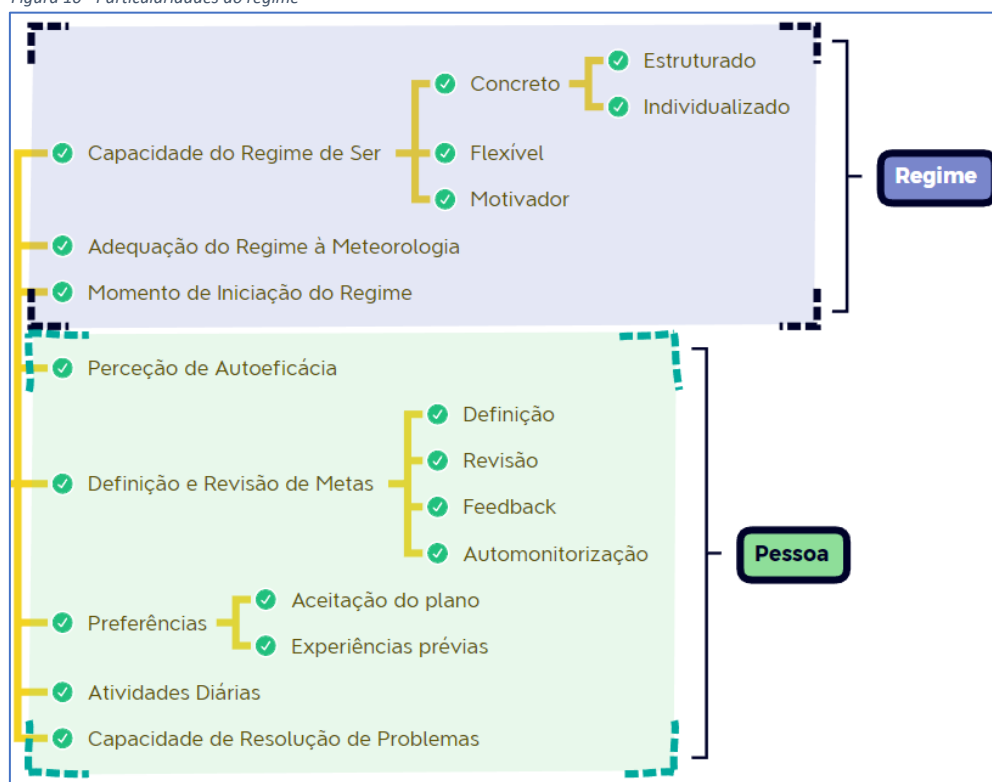 Figura 16 - Particularidades do regime
Estruturado
Concreto
Individualizado
Capacidade do Regime de Ser
Flexível
Motivador
Regime
Adequação do Regime à Meteorologia
Momento de Iniciação do Regime
Perceção de Autoeficácia
Definição
Revisão
Definição e Revisão de Metas
Feedback
Automonitorização
Pessoa
Aceitação do plano
Preferências
Experiências prévias
Atividades Diárias
Capacidade de Resolução de Problemas